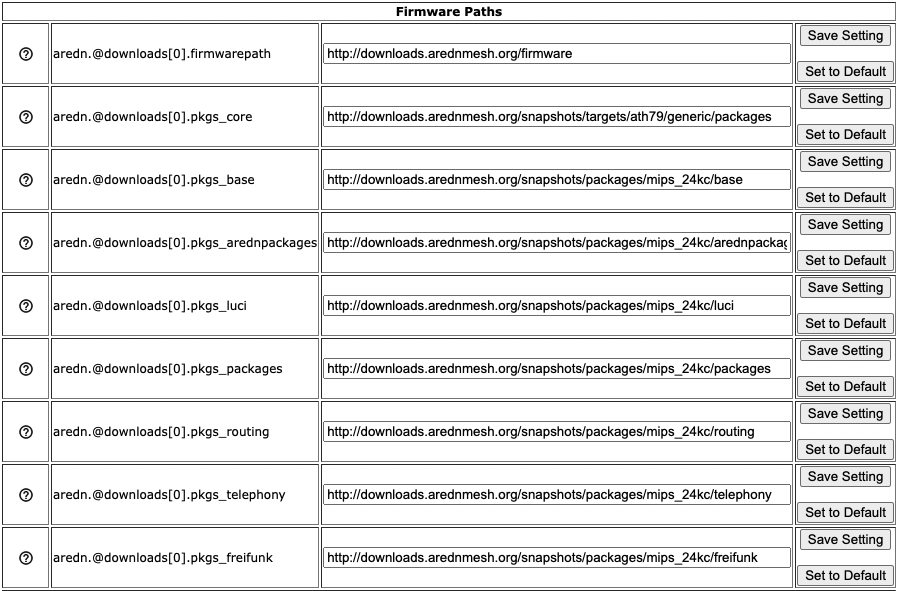 Firmware Paths
aredn.@downloads[0].firmwarepath http://downloads.arednmesh.org/firmware Save Setting
Set to Default
aredn.@downloads[0].pkgs_core http://downloads.arednmesh.org/snapshots/targets/ath79/generic/packages Save Setting
Set to Default
aredn.@downloads[0].pkgs_base http://downloads.arednmesh.org/snapshots/packages/mips_24kc/base Save Setting
Set to Default
aredn.@downloads[0].pkgs_arednpackages http://downloads.arednmesh.org/snapshots/packages/mips_24kc/arednpackag Save Setting
Set to Default
aredn.@downloads[0].pkgs_luci http://downloads.arednmesh.org/snapshots/packages/mips_24kc/luci Save Setting
Set to Default
aredn.@downloads[0].pkgs_packages http://downloads.arednmesh.org/snapshots/packages/mips_24kc/packages Save Setting
Set to Default
aredn.@downloads[0].pkgs_routing http://downloads.arednmesh.org/snapshots/packages/mips_24kc/routing Save Setting
Set to Default
aredn.@downloads[0].pkgs_telephony http://downloads.arednmesh.org/snapshots/packages/mips_24kc/telephony Save Setting
Set to Default
aredn.@downloads[0].pkgs_freifunk http://downloads.arednmesh.org/snapshots/packages/mips_24kc/freifunk Save Setting
Set to Default